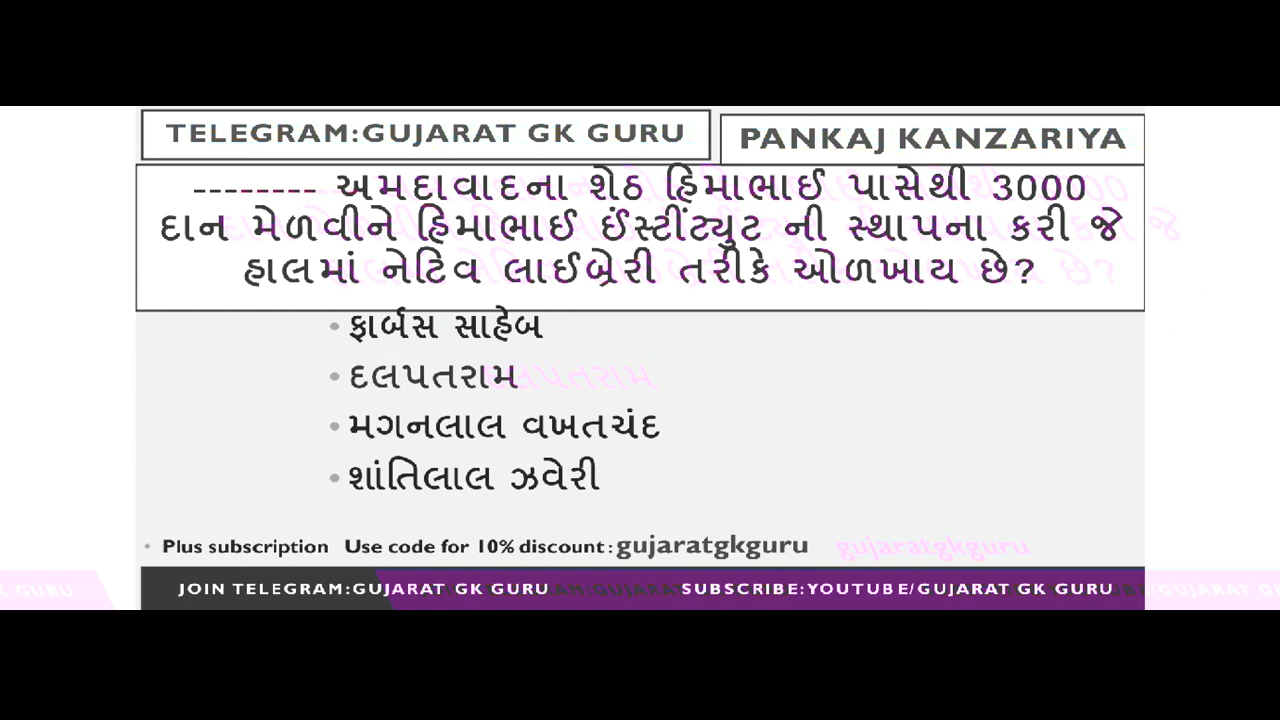 TELEGRAM:GUJARAT GK GURU
PANKAJ KANZARIYA
-------- અમદાવાદના શેઠ હિમાભાઈ પાસેથી 3000
દાન મેળવીને હિમાભાઈ ઈંસ્ટીંટ્યુટ ની સ્થાપના કરી જે
હાલમાં નેટિવ લાઈબ્રેરી તરીકે ઓળખાય છે?
• ફાર્બસ સાહેબ
• દલપતરામ
• મગનલાલ વખતચંદ
• શાંતિલાલ ઝવેરી
• Plus subscription Use code for 10% discount : gujaratgkguru
JOIN TELEGRAM:GUJARAT GK GURU
SUBSCRIBE:YOUTUBE/GUJARAT GK GURU